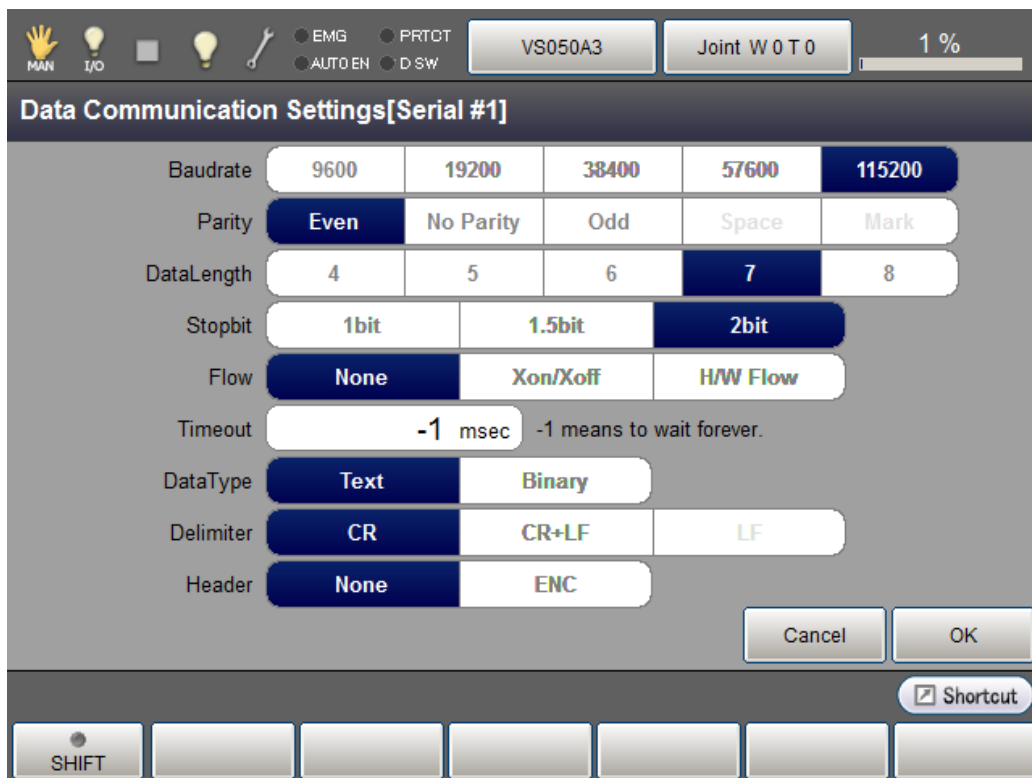 EMG PRTCT
MAN I/O AUTO EN D SW VS050A3 Joint W 0 T 0 1 %
Data Communication Settings[Serial #1]
Baudrate 9600 19200 38400 57600 115200
Parity Even No Parity Odd Space Mark
DataLength 4 5 6 7 8
Stopbit 1bit 1.5bit 2bit
Flow None Xon/Xoff H/W Flow
Timeout -1 msec -1 means to wait forever.
DataType Text Binary
Delimiter CR CR+LF LF
Header None ENC
Cancel OK
Shortcut
SHIFT